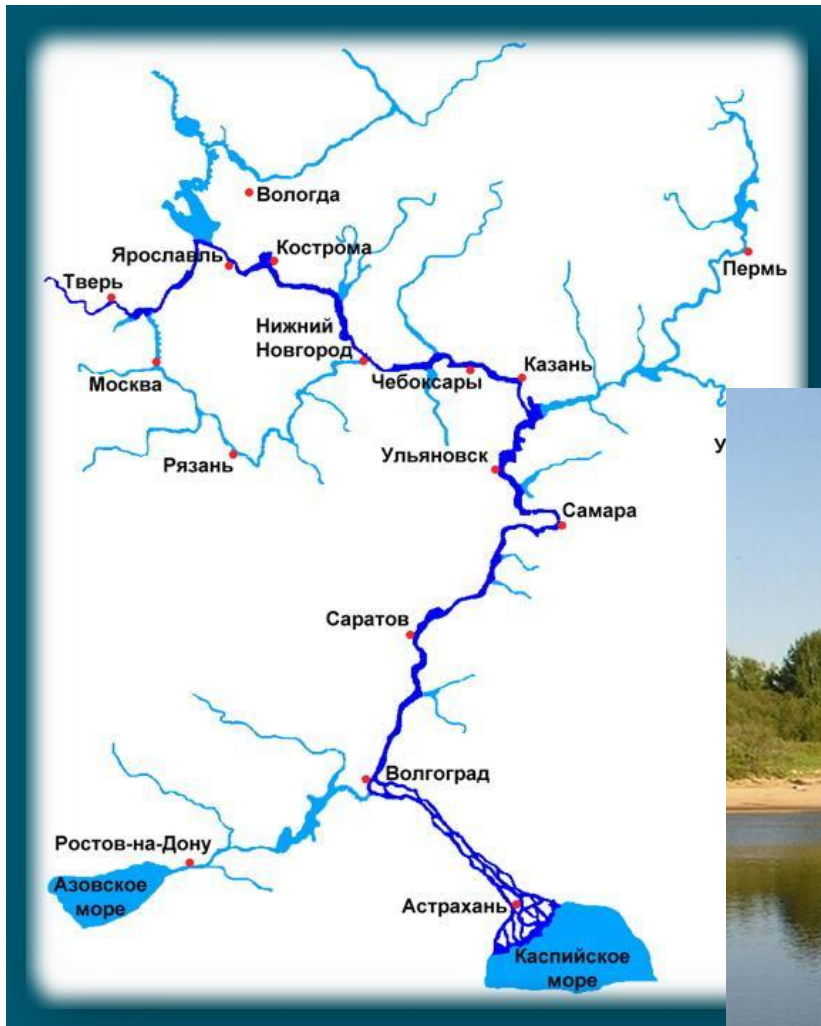 Вологда
Ярославль
Кострома
Тверь
Пермь
Нижний
Новгород
Москва
Чебоксары
Казань
Рязань
Ульяновск
У
Самара
Саратов
Волгоград
Ростов-на-Дону
Азовское
море
Астрахань
Каспийское
море